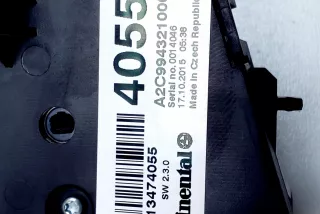 4055
A2C99432100
Serial no. 0014046
17.10.2015 05:36
Made in Czech Republic
13474055
SW 2.3.0
ntinental